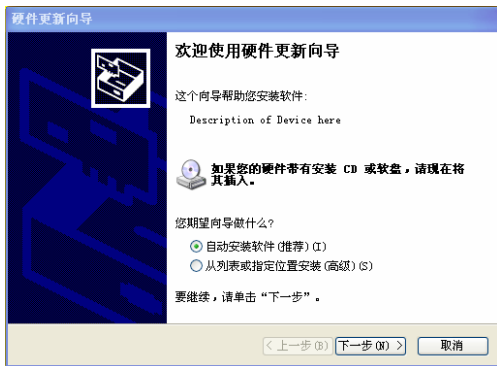 硬件更新向导
欢迎使用硬件更新向导
这个向导帮助您安装软件:
Description of Device here
如果您的硬件带有安装 CD 或软盘，请现在将
其插入。
您期望向导做什么?
自动安装软件(推荐)(I)
从列表或指定位置安装(高级)(S)
要继续，请单击“下一步”。
< 上一步(B) 下一步(N) > 取消